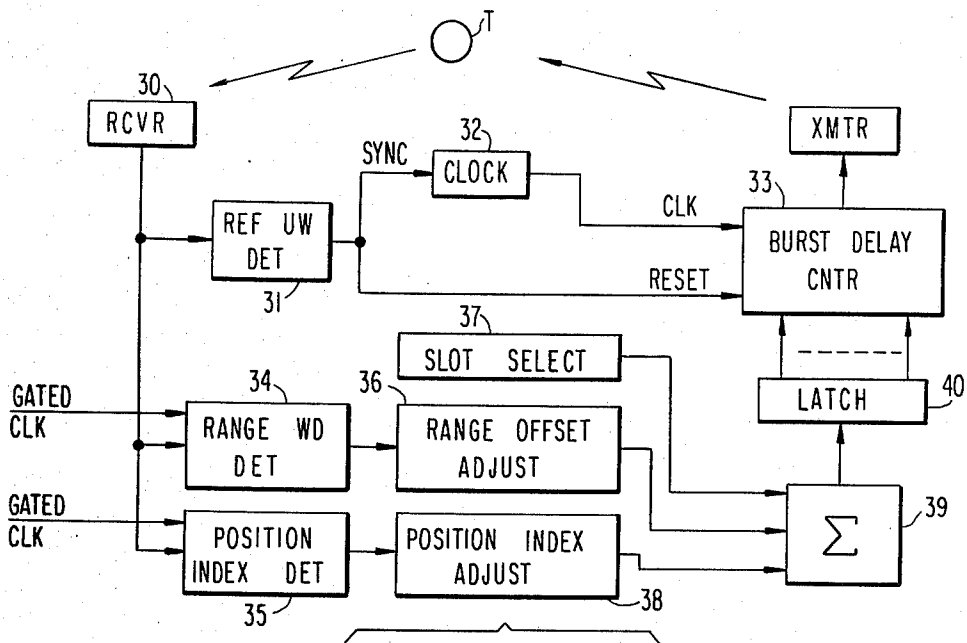 T
30
RCVR
XMTR
32
SYNC
CLOCK
33
CLK
REF UW
DET
BURST DELAY
CNTR
31
RESET
37
SLOT SELECT
GATED
CLK
34
36
LATCH
40
RANGE WD
DET
RANGE OFFSET
ADJUST
GATED
CLK
Σ
39
POSITION
INDEX DET
POSITION INDEX
ADJUST
35
38